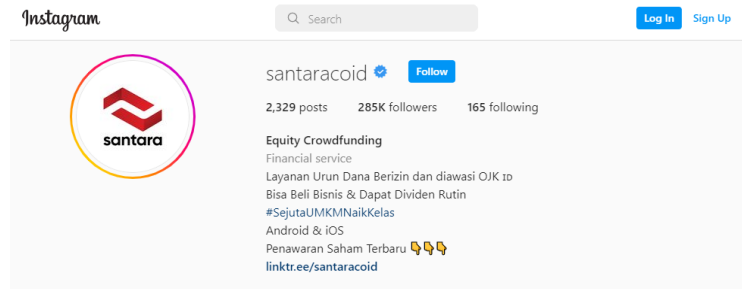 Instagram
Search
Log In
Sign Up
santaracoid
Follow
2,329 posts 285K followers 165 following
santara
Equity Crowdfunding
Financial service
Layanan Urun Dana Berizin dan diawasi OJK ID
Bisa Beli Bisnis & Dapat Dividen Rutin
#SejutaUMKMNaikKelas
Android & iOS
Penawaran Saham Terbaru 👇👇👇
linktr.ee/santaracoid